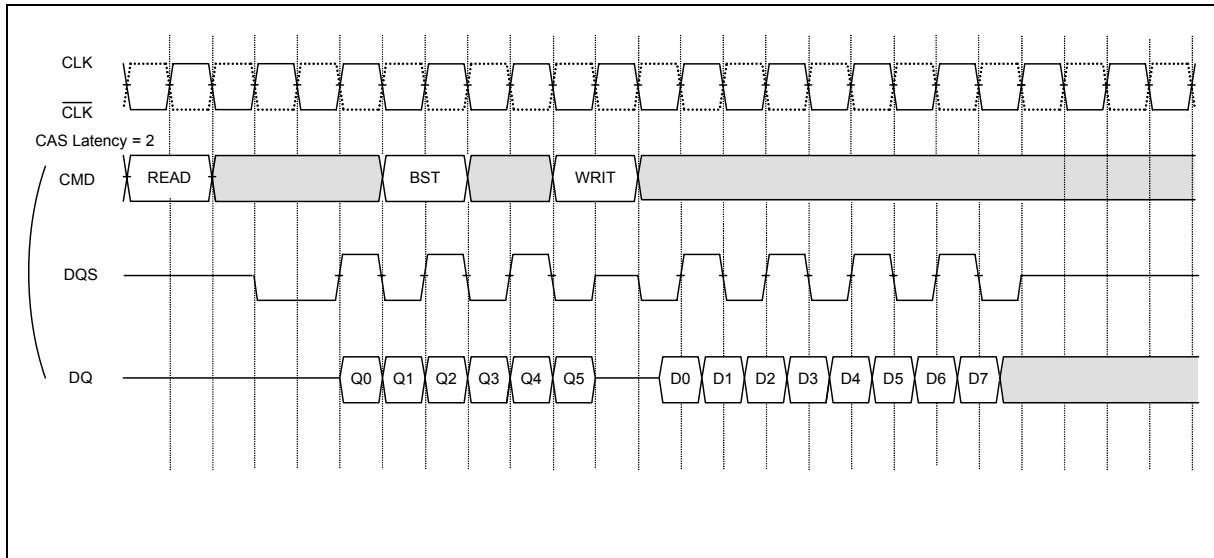 CLK
CLK
CAS Latency = 2
CMD READ BST WRIT
DQS
DQ Q0 Q1 Q2 Q3 Q4 Q5 D0 D1 D2 D3 D4 D5 D6 D7